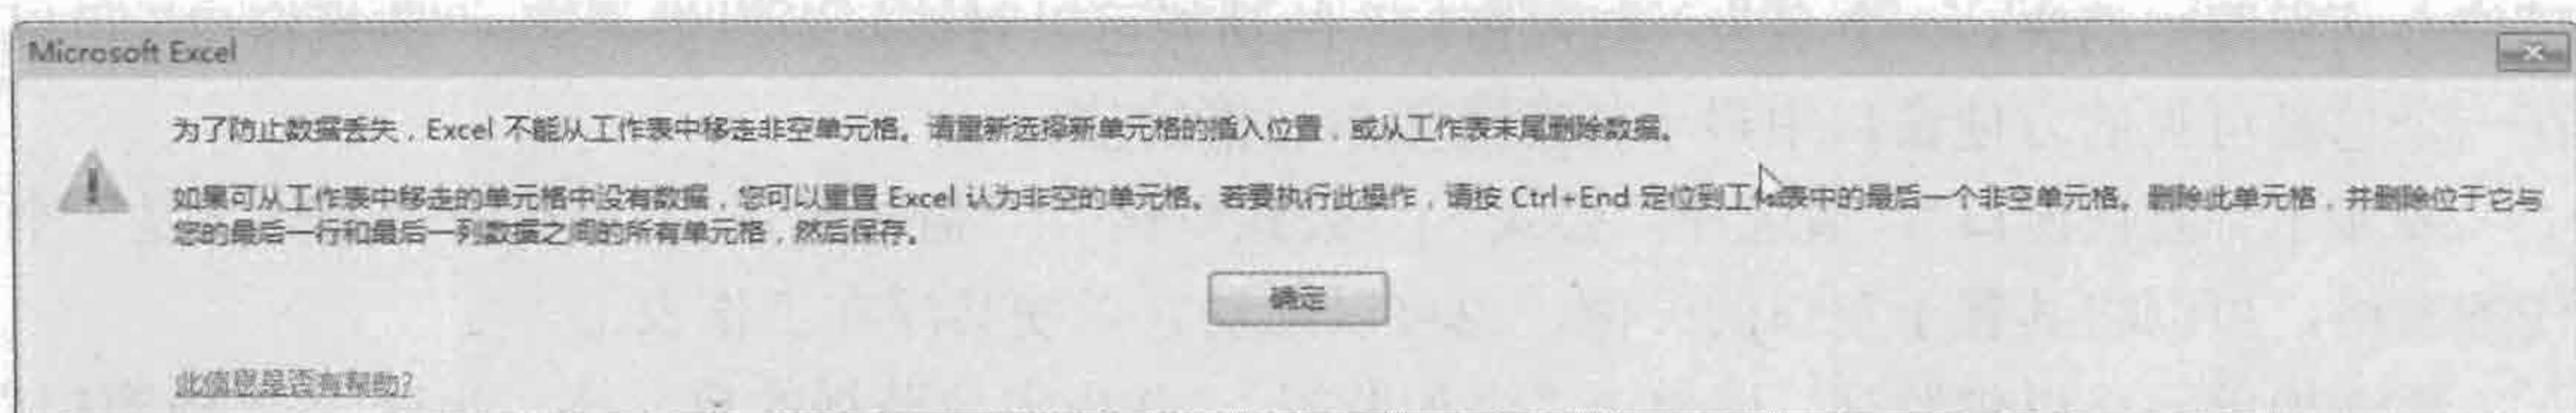 Microsoft Excel
为了防止数据丢失，Excel 不能从工作表中移走非空单元格。请重新选择新单元格的插入位置，或从工作表末尾删除数据。
如果可从工作表中移走的单元格中没有数据，您可以重置 Excel 认为非空的单元格。若要执行此操作，请按 Ctrl+End 定位到工作表中的最后一个非空单元格。删除此单元格，并删除位于它与
您的最后一行和最后一列数据之间的所有单元格，然后保存。
确定
此信息是否有帮助?